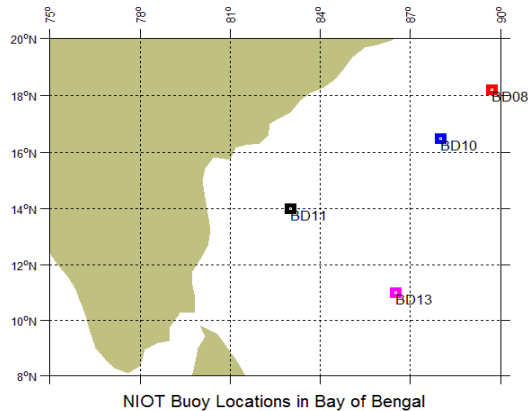 75° 78° 81° 84° 87° 90°
20°N
18°N
BD08
16°N
BD10
14°N
BD11
12°N
BD13
10°N
8°N
NIOT Buoy Locations in Bay of Bengal